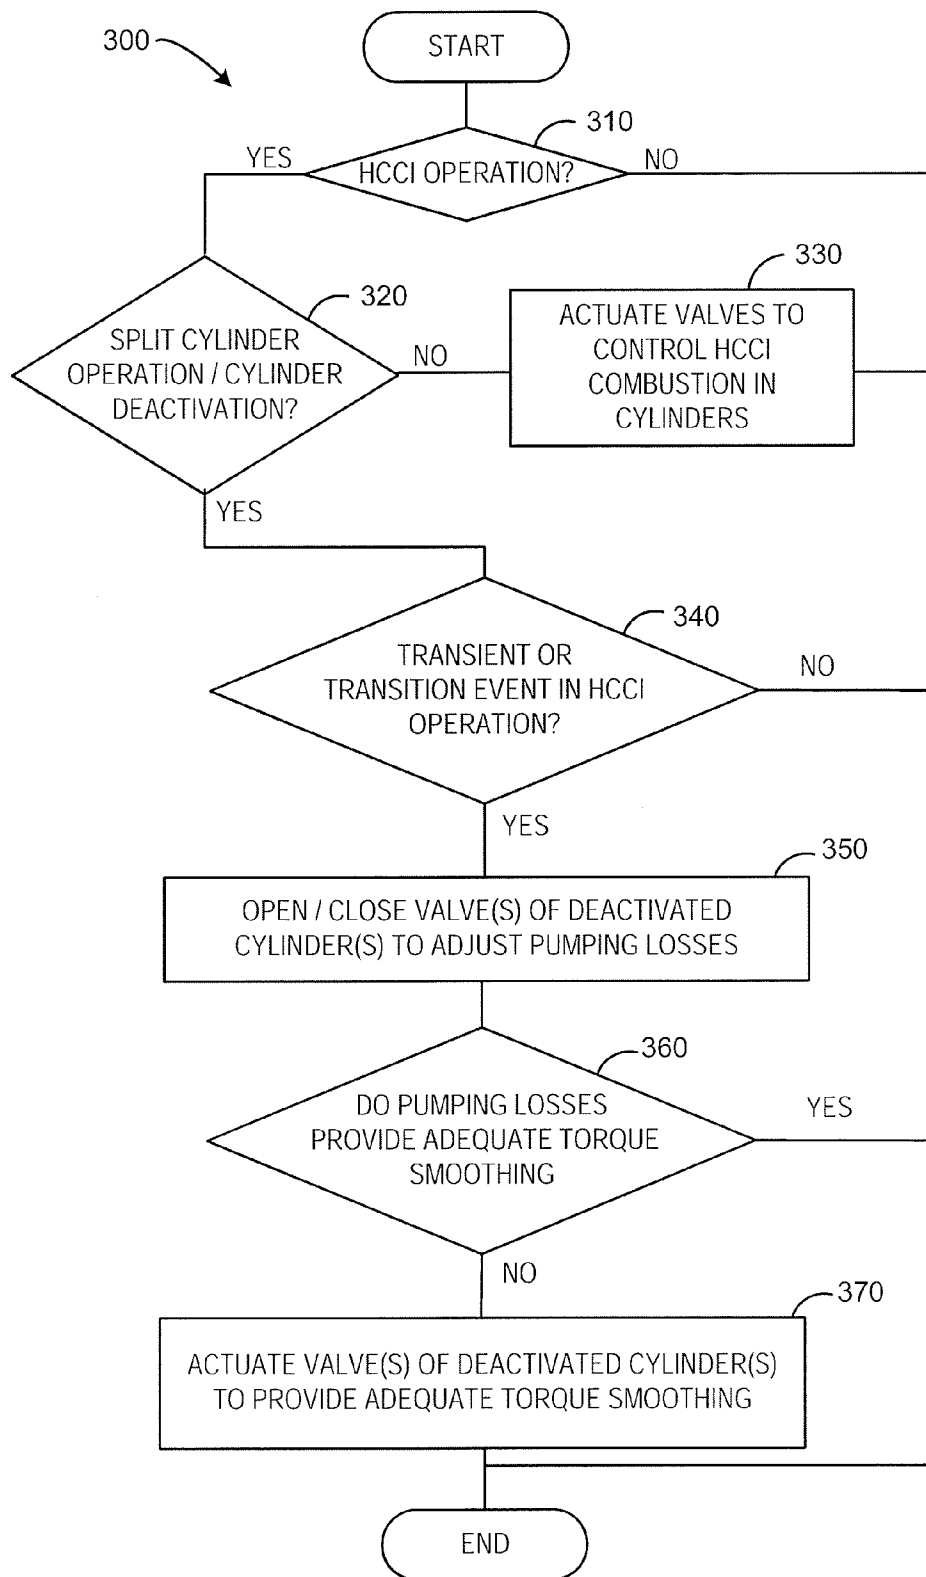 300
START
310
YES
HCCI OPERATION?
NO
320
SPLIT CYLINDER
OPERATION / CYLINDER
DEACTIVATION?
NO
330
ACTUATE VALVES TO
CONTROL HCCI
COMBUSTION IN
CYLINDERS
YES
340
TRANSIENT OR
TRANSITION EVENT IN HCCI
OPERATION?
NO
YES
350
OPEN / CLOSE VALVE(S) OF DEACTIVATED
CYLINDER(S) TO ADJUST PUMPING LOSSES
360
DO PUMPING LOSSES
PROVIDE ADEQUATE TORQUE
SMOOTHING
YES
NO
370
ACTUATE VALVE(S) OF DEACTIVATED CYLINDER(S)
TO PROVIDE ADEQUATE TORQUE SMOOTHING
END